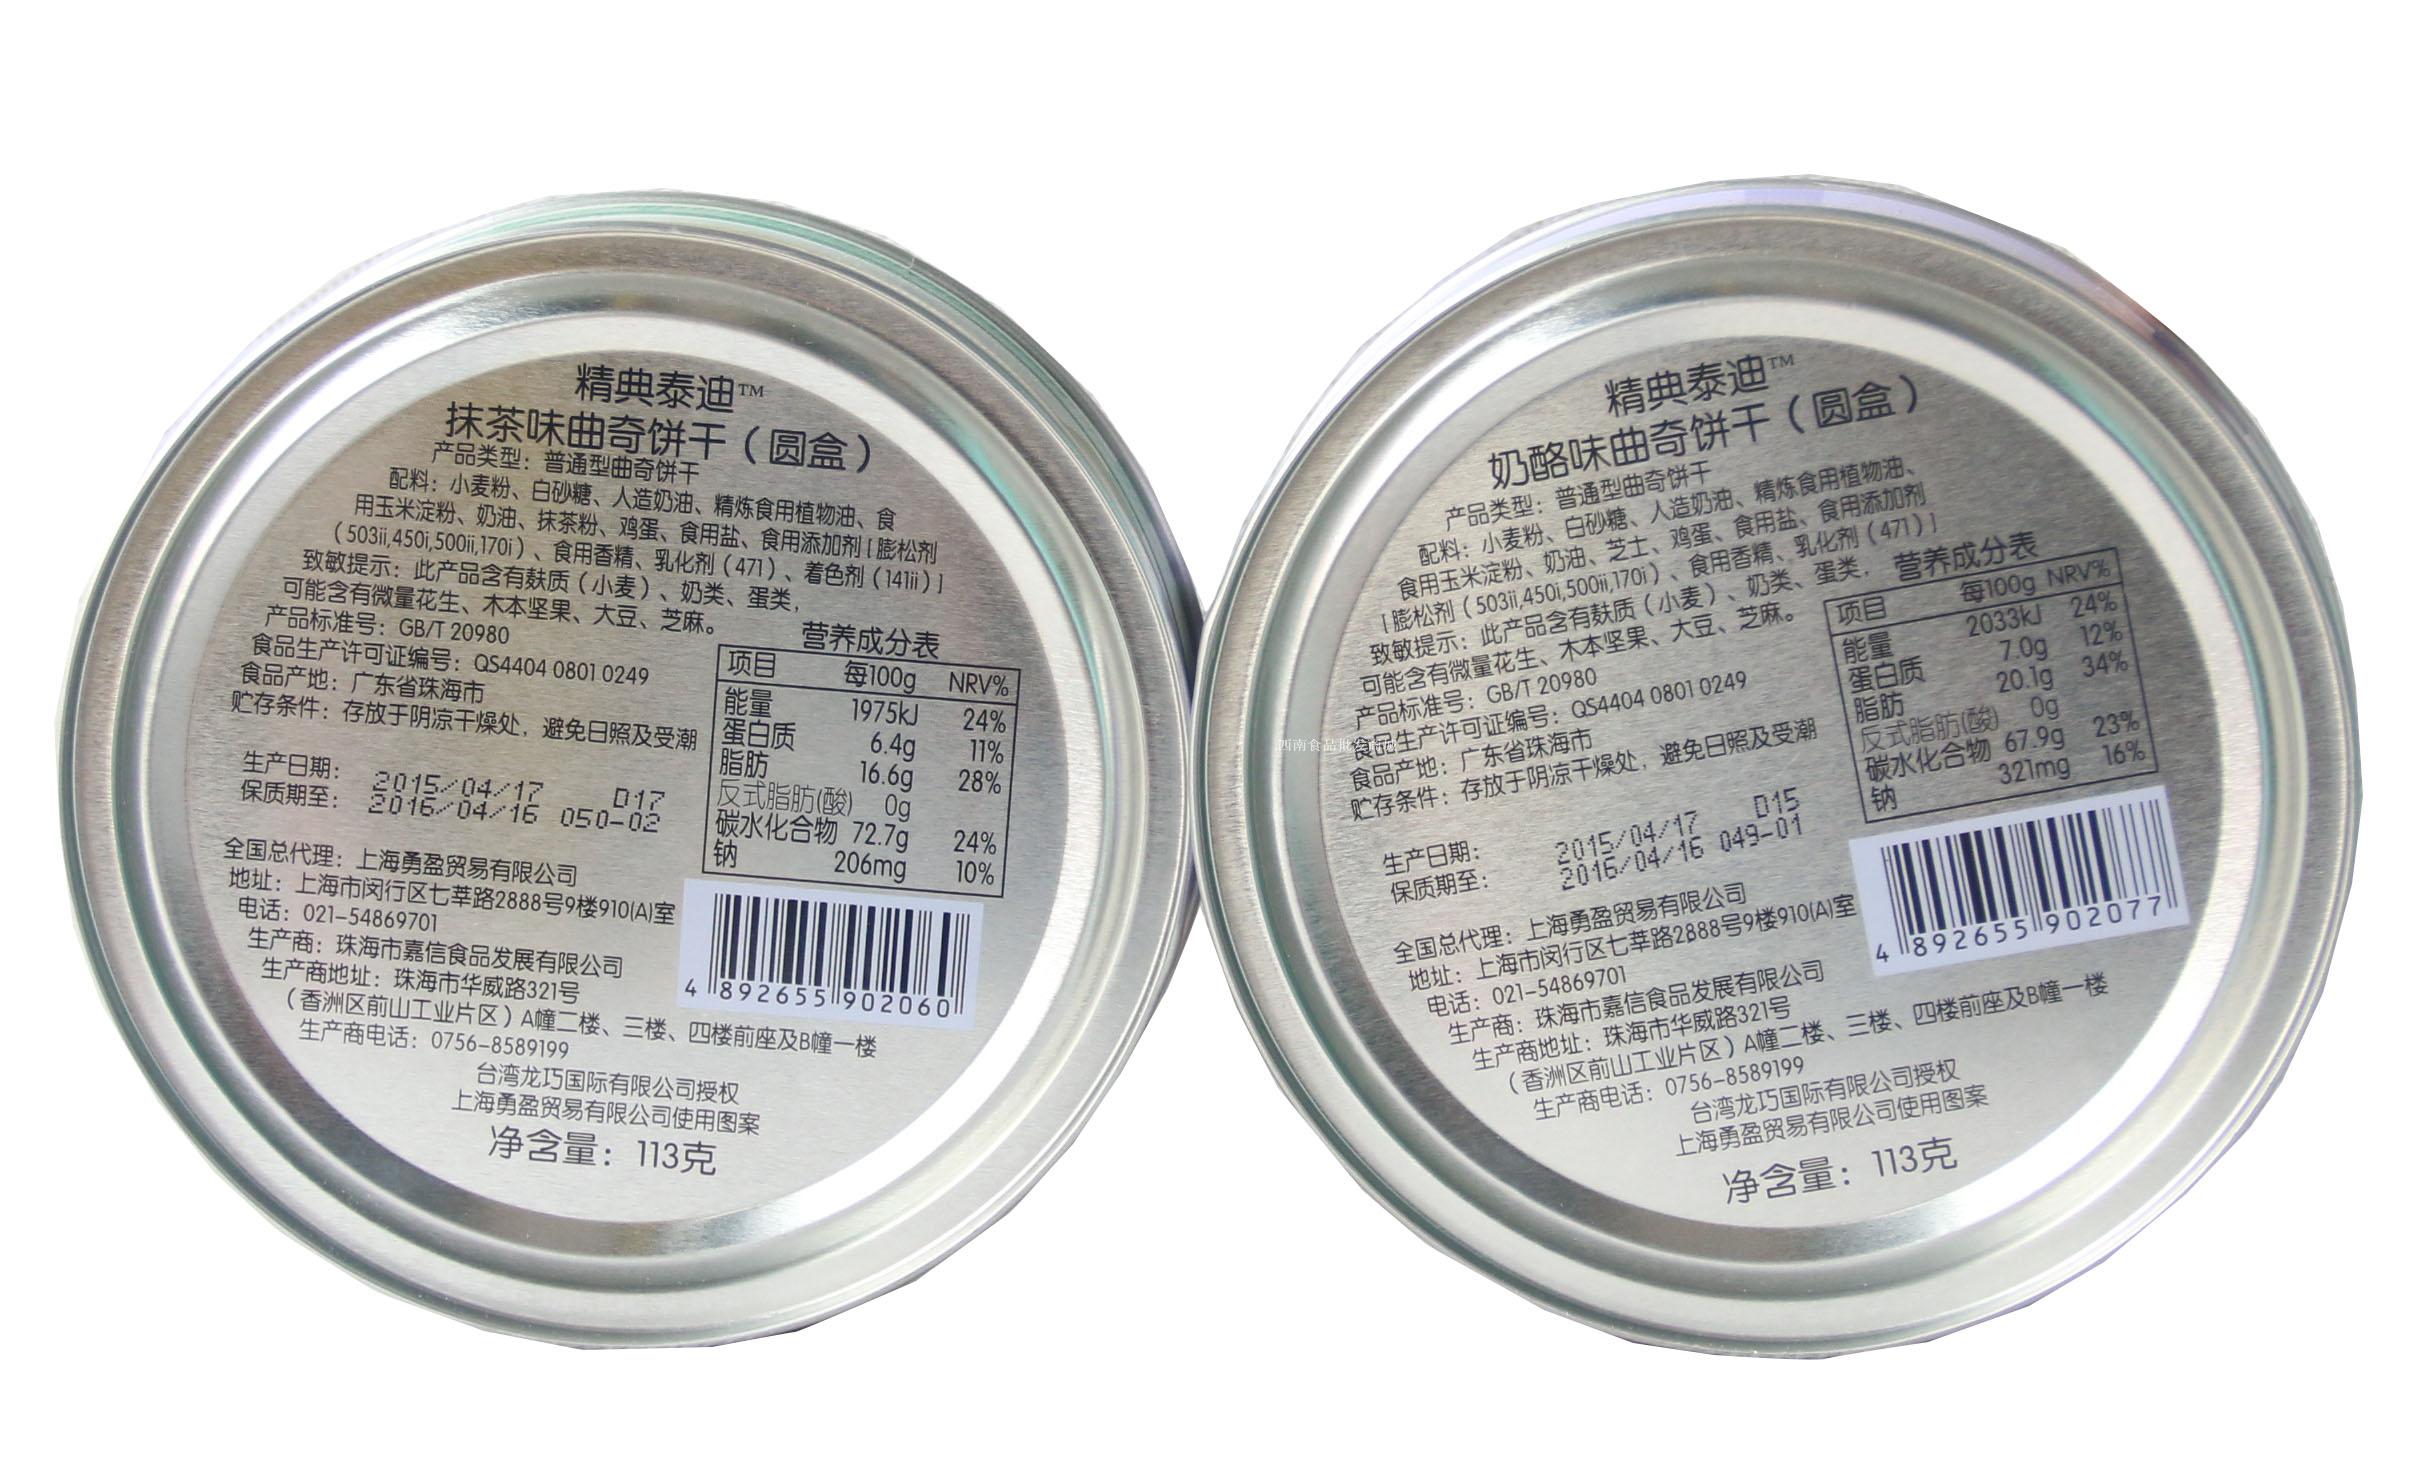 精典泰迪™
抹茶味曲奇饼干（圆盒）
产品类型：普通型曲奇饼干
配料：小麦粉、白砂糖、人造奶油、精炼食用植物油、食
用玉米淀粉、奶油、抹茶粉、鸡蛋、食用盐、食用添加剂[膨松剂
（503ii,450i,500ii,170i）、食用香精、乳化剂（471）、着色剂（141ii）]
致敏提示：此产品含有麸质（小麦）、奶类、蛋类，
可能含有微量花生、木本坚果、大豆、芝麻。
产品标准号：GB/T 20980
食品生产许可证编号：QS4404 0801 0249
食品产地：广东省珠海市
贮存条件：存放于阴凉干燥处，避免日照及受潮
营养成分表
项目 每100g NRV%
能量 1975kJ 24%
蛋白质 6.4g 11%
脂肪 16.6g 28%
反式脂肪(酸) 0g
碳水化合物 72.7g 24%
钠 206mg 10%
生产日期：2015/04/17 D17
保质期至：2016/04/16 050-02
全国总代理：上海勇盈贸易有限公司
地址：上海市闵行区七莘路2888号9楼910(A)室
电话：021-54869701
生产商：珠海市嘉信食品发展有限公司
生产商地址：珠海市华威路321号
（香洲区前山工业片区）A幢二楼、三楼、四楼前座及B幢一楼
生产商电话：0756-8589199
4 892655 902060
台湾龙巧国际有限公司授权
上海勇盈贸易有限公司使用图案
净含量：113克
精典泰迪™
奶酪味曲奇饼干（圆盒）
产品类型：普通型曲奇饼干
配料：小麦粉、白砂糖、人造奶油、精炼食用植物油、
食用玉米淀粉、奶油、芝士、鸡蛋、食用盐、食用添加剂
[膨松剂（503ii,450i,500ii,170i）、食用香精、乳化剂（471）]
致敏提示：此产品含有麸质（小麦）、奶类、蛋类，
可能含有微量花生、木本坚果、大豆、芝麻。
产品标准号：GB/T 20980
食品生产许可证编号：QS4404 0801 0249
食品产地：广东省珠海市
贮存条件：存放于阴凉干燥处，避免日照及受潮
营养成分表
项目 每100g NRV%
能量 2033kJ 24%
蛋白质 7.0g 12%
脂肪 20.1g 34%
反式脂肪(酸) 0g
碳水化合物 67.9g 23%
钠 321mg 16%
生产日期：2015/04/17 D15
保质期至：2016/04/16 049-01
全国总代理：上海勇盈贸易有限公司
地址：上海市闵行区七莘路2888号9楼910(A)室
电话：021-54869701
生产商：珠海市嘉信食品发展有限公司
生产商地址：珠海市华威路321号
（香洲区前山工业片区）A幢二楼、三楼、四楼前座及B幢一楼
生产商电话：0756-8589199
4 892655 902077
台湾龙巧国际有限公司授权
上海勇盈贸易有限公司使用图案
净含量：113克
西南食品批发商城